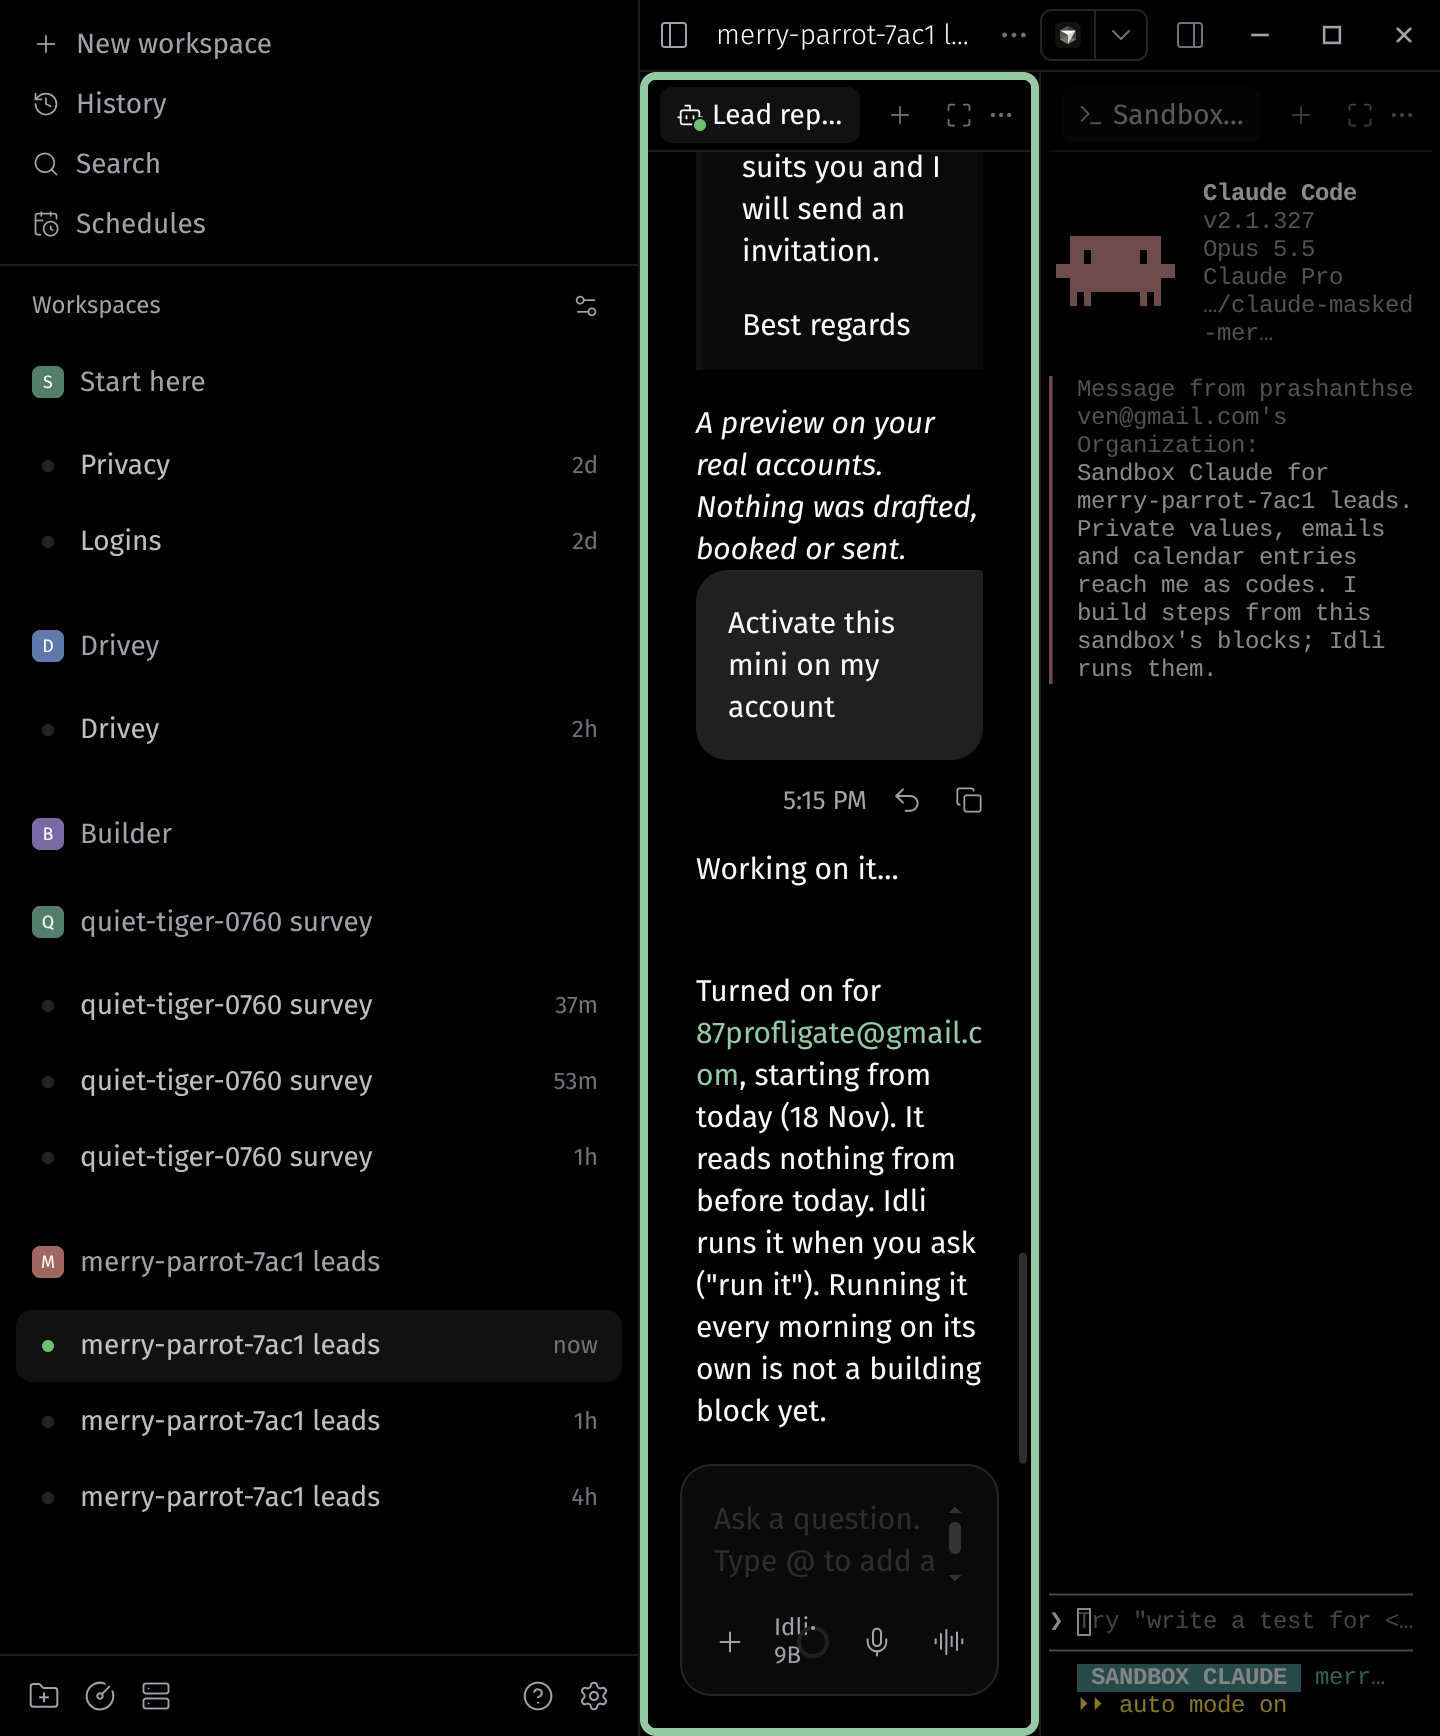 New workspace
History
Search
Schedules
Workspaces
S Start here
Privacy 2d
Logins 2d
D Drivey
Drivey 2h
B Builder
Q quiet-tiger-0760 survey
quiet-tiger-0760 survey 37m
quiet-tiger-0760 survey 53m
quiet-tiger-0760 survey 1h
M merry-parrot-7ac1 leads
merry-parrot-7ac1 leads now
merry-parrot-7ac1 leads 1h
merry-parrot-7ac1 leads 4h
merry-parrot-7ac1 l...
Lead rep...
suits you and I
will send an
invitation.
Best regards
A preview on your
real accounts.
Nothing was drafted,
booked or sent.
Activate this
mini on my
account
5:15 PM
Working on it...
Turned on for
87profligate@gmail.c
om, starting from
today (18 Nov). It
reads nothing from
before today. Idli
runs it when you ask
("run it"). Running it
every morning on its
own is not a building
block yet.
Ask a question.
Type @ to add a
Idli·
9B
Sandbox...
Claude Code
v2.1.327
Opus 5.5
Claude Pro
…/claude-masked
-mer…
Message from prashanthse
ven@gmail.com's
Organization:
Sandbox Claude for
merry-parrot-7ac1 leads.
Private values, emails
and calendar entries
reach me as codes. I
build steps from this
sandbox's blocks; Idli
runs them.
❯ Try "write a test for <…
SANDBOX CLAUDE merr…
auto mode on